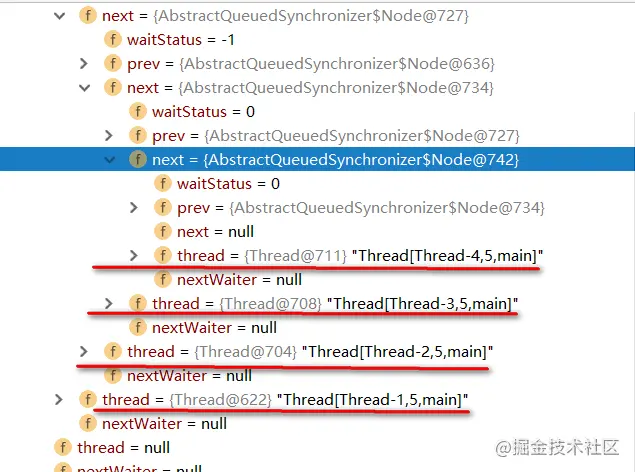 f next = {AbstractQueuedSynchronizer$Node@727}
f waitStatus = -1
f prev = {AbstractQueuedSynchronizer$Node@636}
f next = {AbstractQueuedSynchronizer$Node@734}
f waitStatus = 0
f prev = {AbstractQueuedSynchronizer$Node@727}
f next = {AbstractQueuedSynchronizer$Node@742}
f waitStatus = 0
f prev = {AbstractQueuedSynchronizer$Node@734}
f next = null
f thread = {Thread@711} "Thread[Thread-4,5,main]"
f nextWaiter = null
f thread = {Thread@708} "Thread[Thread-3,5,main]"
f nextWaiter = null
f thread = {Thread@704} "Thread[Thread-2,5,main]"
f nextWaiter = null
f thread = {Thread@622} "Thread[Thread-1,5,main]"
f nextWaiter = null
f thread = null
f nextWaiter = null
@掘金技术社区